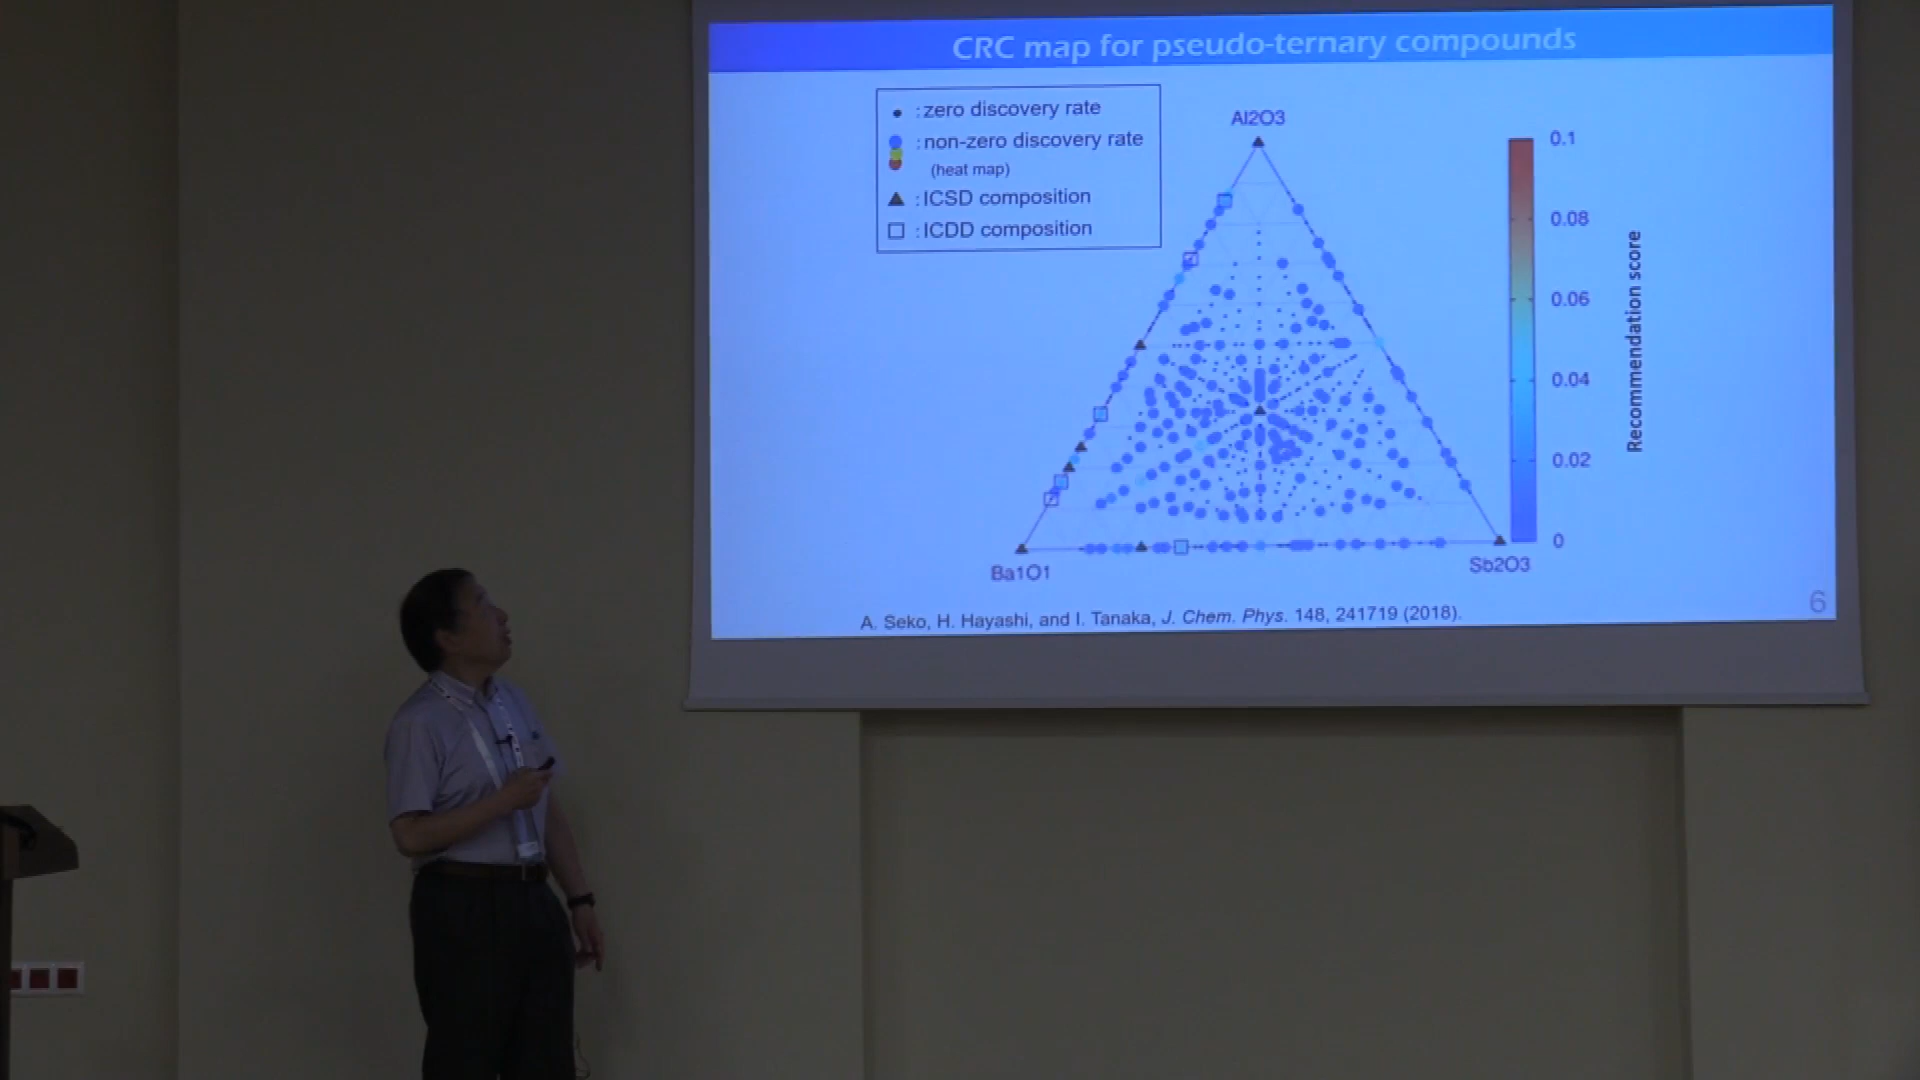 CRC map for pseudo-ternary compounds
: zero discovery rate
: non-zero discovery rate
(heat map)
: ICSD composition
: ICDD composition
Al2O3
Ba1O1
Sb2O3
0.1
0.08
0.06
0.04
0.02
0
Recommendation score
A. Seko, H. Hayashi, and I. Tanaka, J. Chem. Phys. 148, 241719 (2018).
6